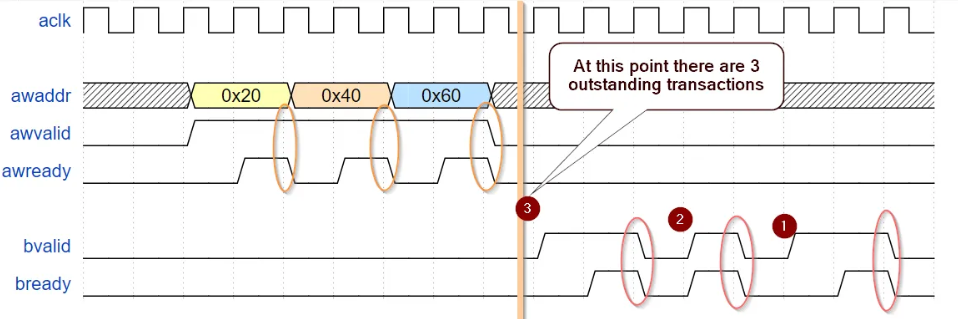 aclk
At this point there are 3
outstanding transactions
awaddr
0x20
0x40
0x60
awvalid
awready
3
2
1
bvalid
bready